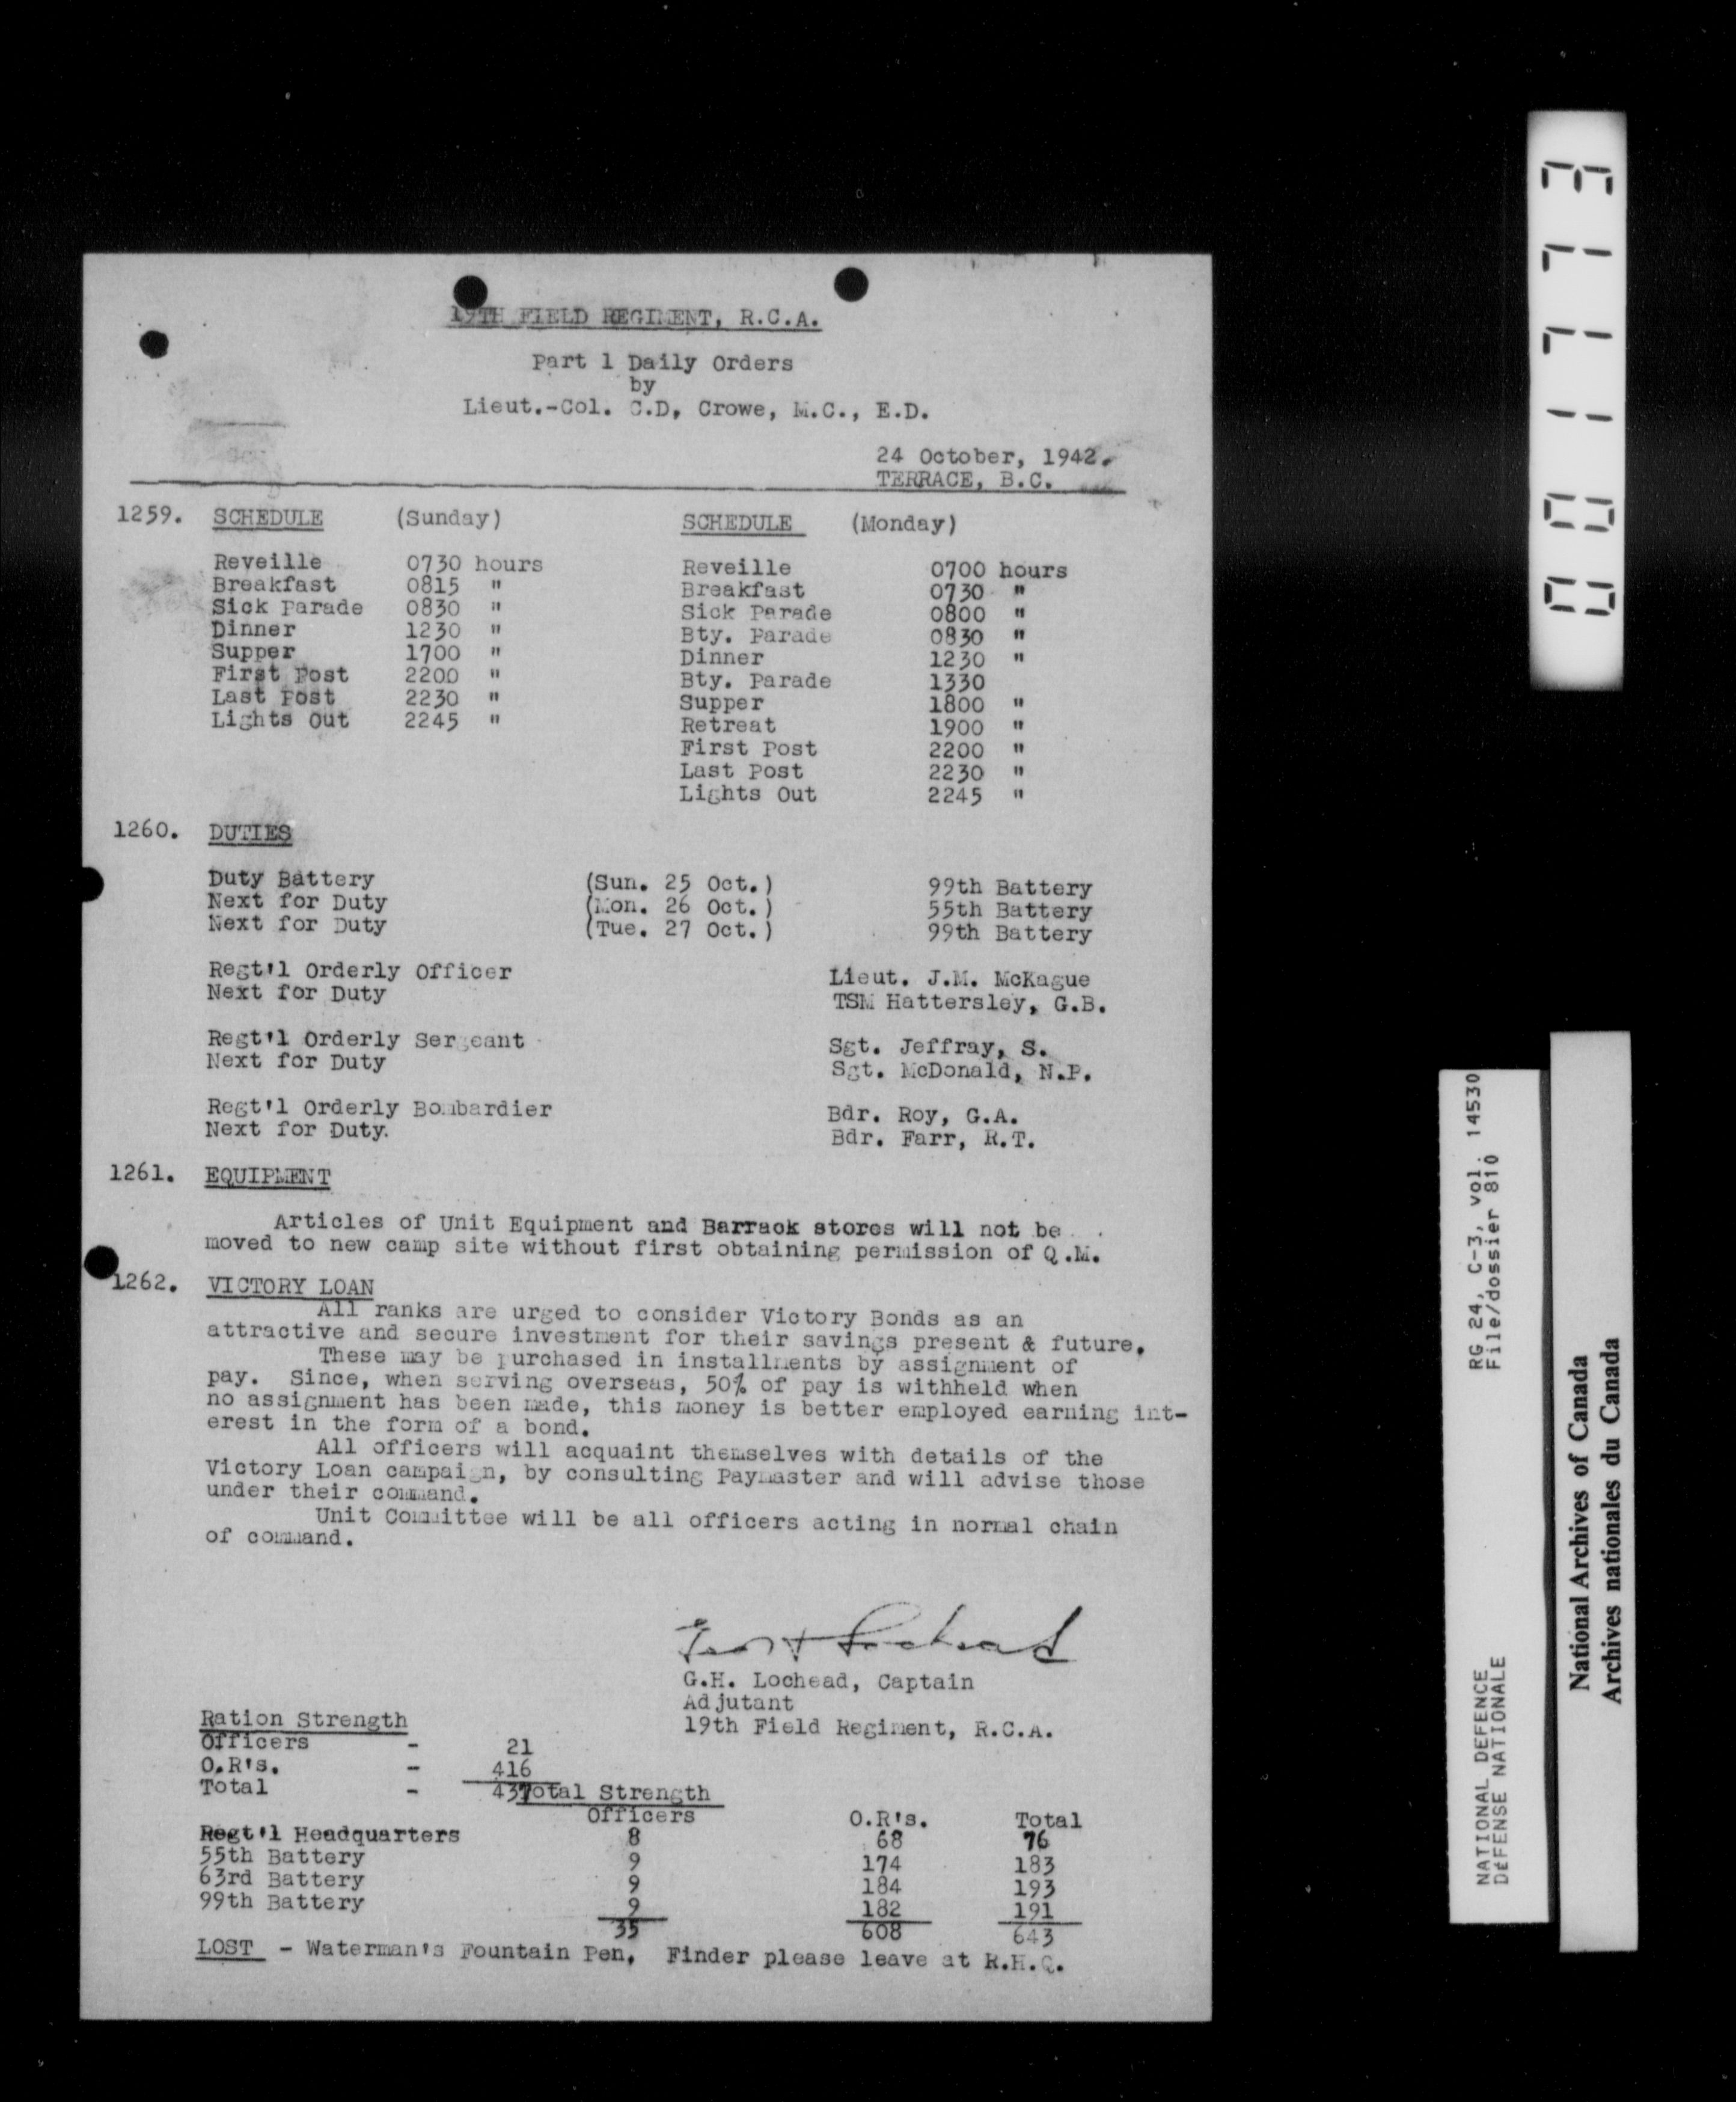 19TH FIELD REGIMENT, R.C.A.
Part 1 Daily Orders
by
Lieut.-Col. C.D. Crowe, M.C., E.D.
24 October, 1942.
TERRACE, B.C.
1259. SCHEDULE (Sunday) SCHEDULE (Monday)
Reveille 0730 hours Reveille 0700 hours
Breakfast 0815 " Breakfast 0730 "
Sick Parade 0830 " Sick Parade 0800 "
Dinner 1230 " Bty. Parade 0830 "
Supper 1700 " Dinner 1230 "
First Post 2200 " Bty. Parade 1330
Last Post 2230 " Supper 1800 "
Lights Out 2245 " Retreat 1900 "
First Post 2200 "
Last Post 2230 "
Lights Out 2245 "
1260. DUTIES
Duty Battery (Sun. 25 Oct.) 99th Battery
Next for Duty (Mon. 26 Oct.) 55th Battery
Next for Duty (Tue. 27 Oct.) 99th Battery
Regt'l Orderly Officer Lieut. J.M. McKague
Next for Duty TSM Hattersley, G.B.
Regt'l Orderly Sergeant Sgt. Jeffray, S.
Next for Duty Sgt. McDonald, N.P.
Regt'l Orderly Bombardier Bdr. Roy, G.A.
Next for Duty. Bdr. Farr, R.T.
1261. EQUIPMENT
Articles of Unit Equipment and Barrack stores will not be
moved to new camp site without first obtaining permission of Q.M.
1262. VICTORY LOAN
All ranks are urged to consider Victory Bonds as an
attractive and secure investment for their savings present & future.
These may be purchased in installments by assignment of
pay. Since, when serving overseas, 50% of pay is withheld when
no assignment has been made, this money is better employed earning int-
erest in the form of a bond.
All officers will acquaint themselves with details of the
Victory Loan campaign, by consulting Paymaster and will advise those
under their command.
Unit Committee will be all officers acting in normal chain
of command.
Geo H Lochead
G.H. Lochead, Captain
Adjutant
19th Field Regiment, R.C.A.
Ration Strength
Officers - 21
O.R's. - 416
Total - 437
Total Strength
Officers O.R's. Total
Regt'l Headquarters 8 68 76
55th Battery 9 174 183
63rd Battery 9 184 193
99th Battery 9 182 191
35 608 643
LOST - Waterman's Fountain Pen. Finder please leave at R.H.Q.
001773
RG 24, C-3, vol. 14530
File/dossier 810
NATIONAL DEFENCE
DÉFENSE NATIONALE
National Archives of Canada
Archives nationales du Canada